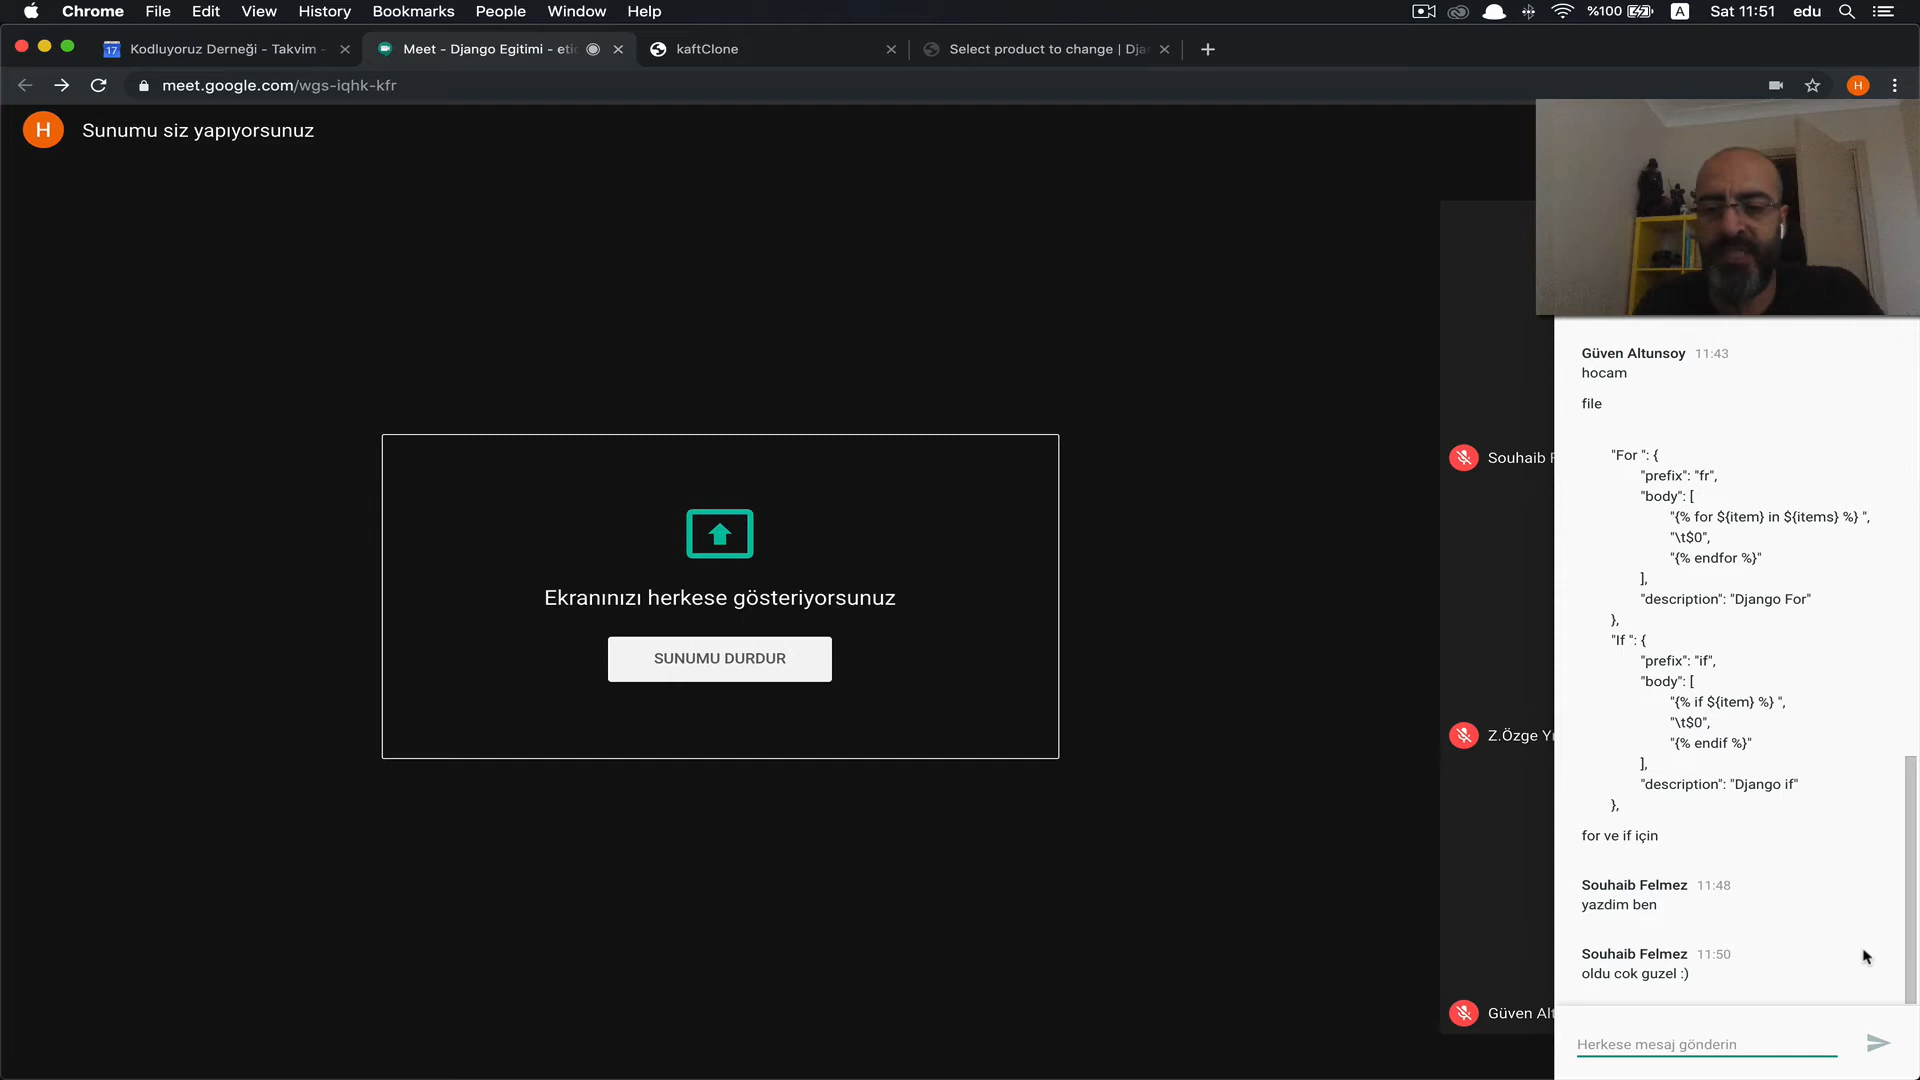 Chrome File Edit View History Bookmarks People Window Help
%100 A Sat 11:51 edu
17 Kodluyoruz Derneği - Takvim -
Meet - Django Egitimi - etic
kaftClone
Select product to change | Dja
meet.google.com/wgs-iqhk-kfr
H
H Sunumu siz yapıyorsunuz
Ekranınızı herkese gösteriyorsunuz
SUNUMU DURDUR
Souhaib F
Z.Özge Y
Güven Alt
Güven Altunsoy 11:43
hocam
file
"For ": {
"prefix": "fr",
"body": [
"{% for ${item} in ${items} %} ",
"\t$0",
"{% endfor %}"
],
"description": "Django For"
},
"If ": {
"prefix": "if",
"body": [
"{% if ${item} %} ",
"\t$0",
"{% endif %}"
],
"description": "Django if"
},
for ve if için
Souhaib Felmez 11:48
yazdim ben
Souhaib Felmez 11:50
oldu cok guzel :)
Herkese mesaj gönderin